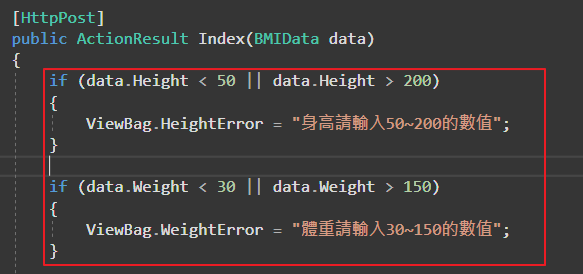 [HttpPost]
public ActionResult Index(BMIData data)
{
if (data.Height < 50 || data.Height > 200)
{
ViewBag.HeightError = "身高請輸入50~200的數值";
}
if (data.Weight < 30 || data.Weight > 150)
{
ViewBag.WeightError = "體重請輸入30~150的數值";
}